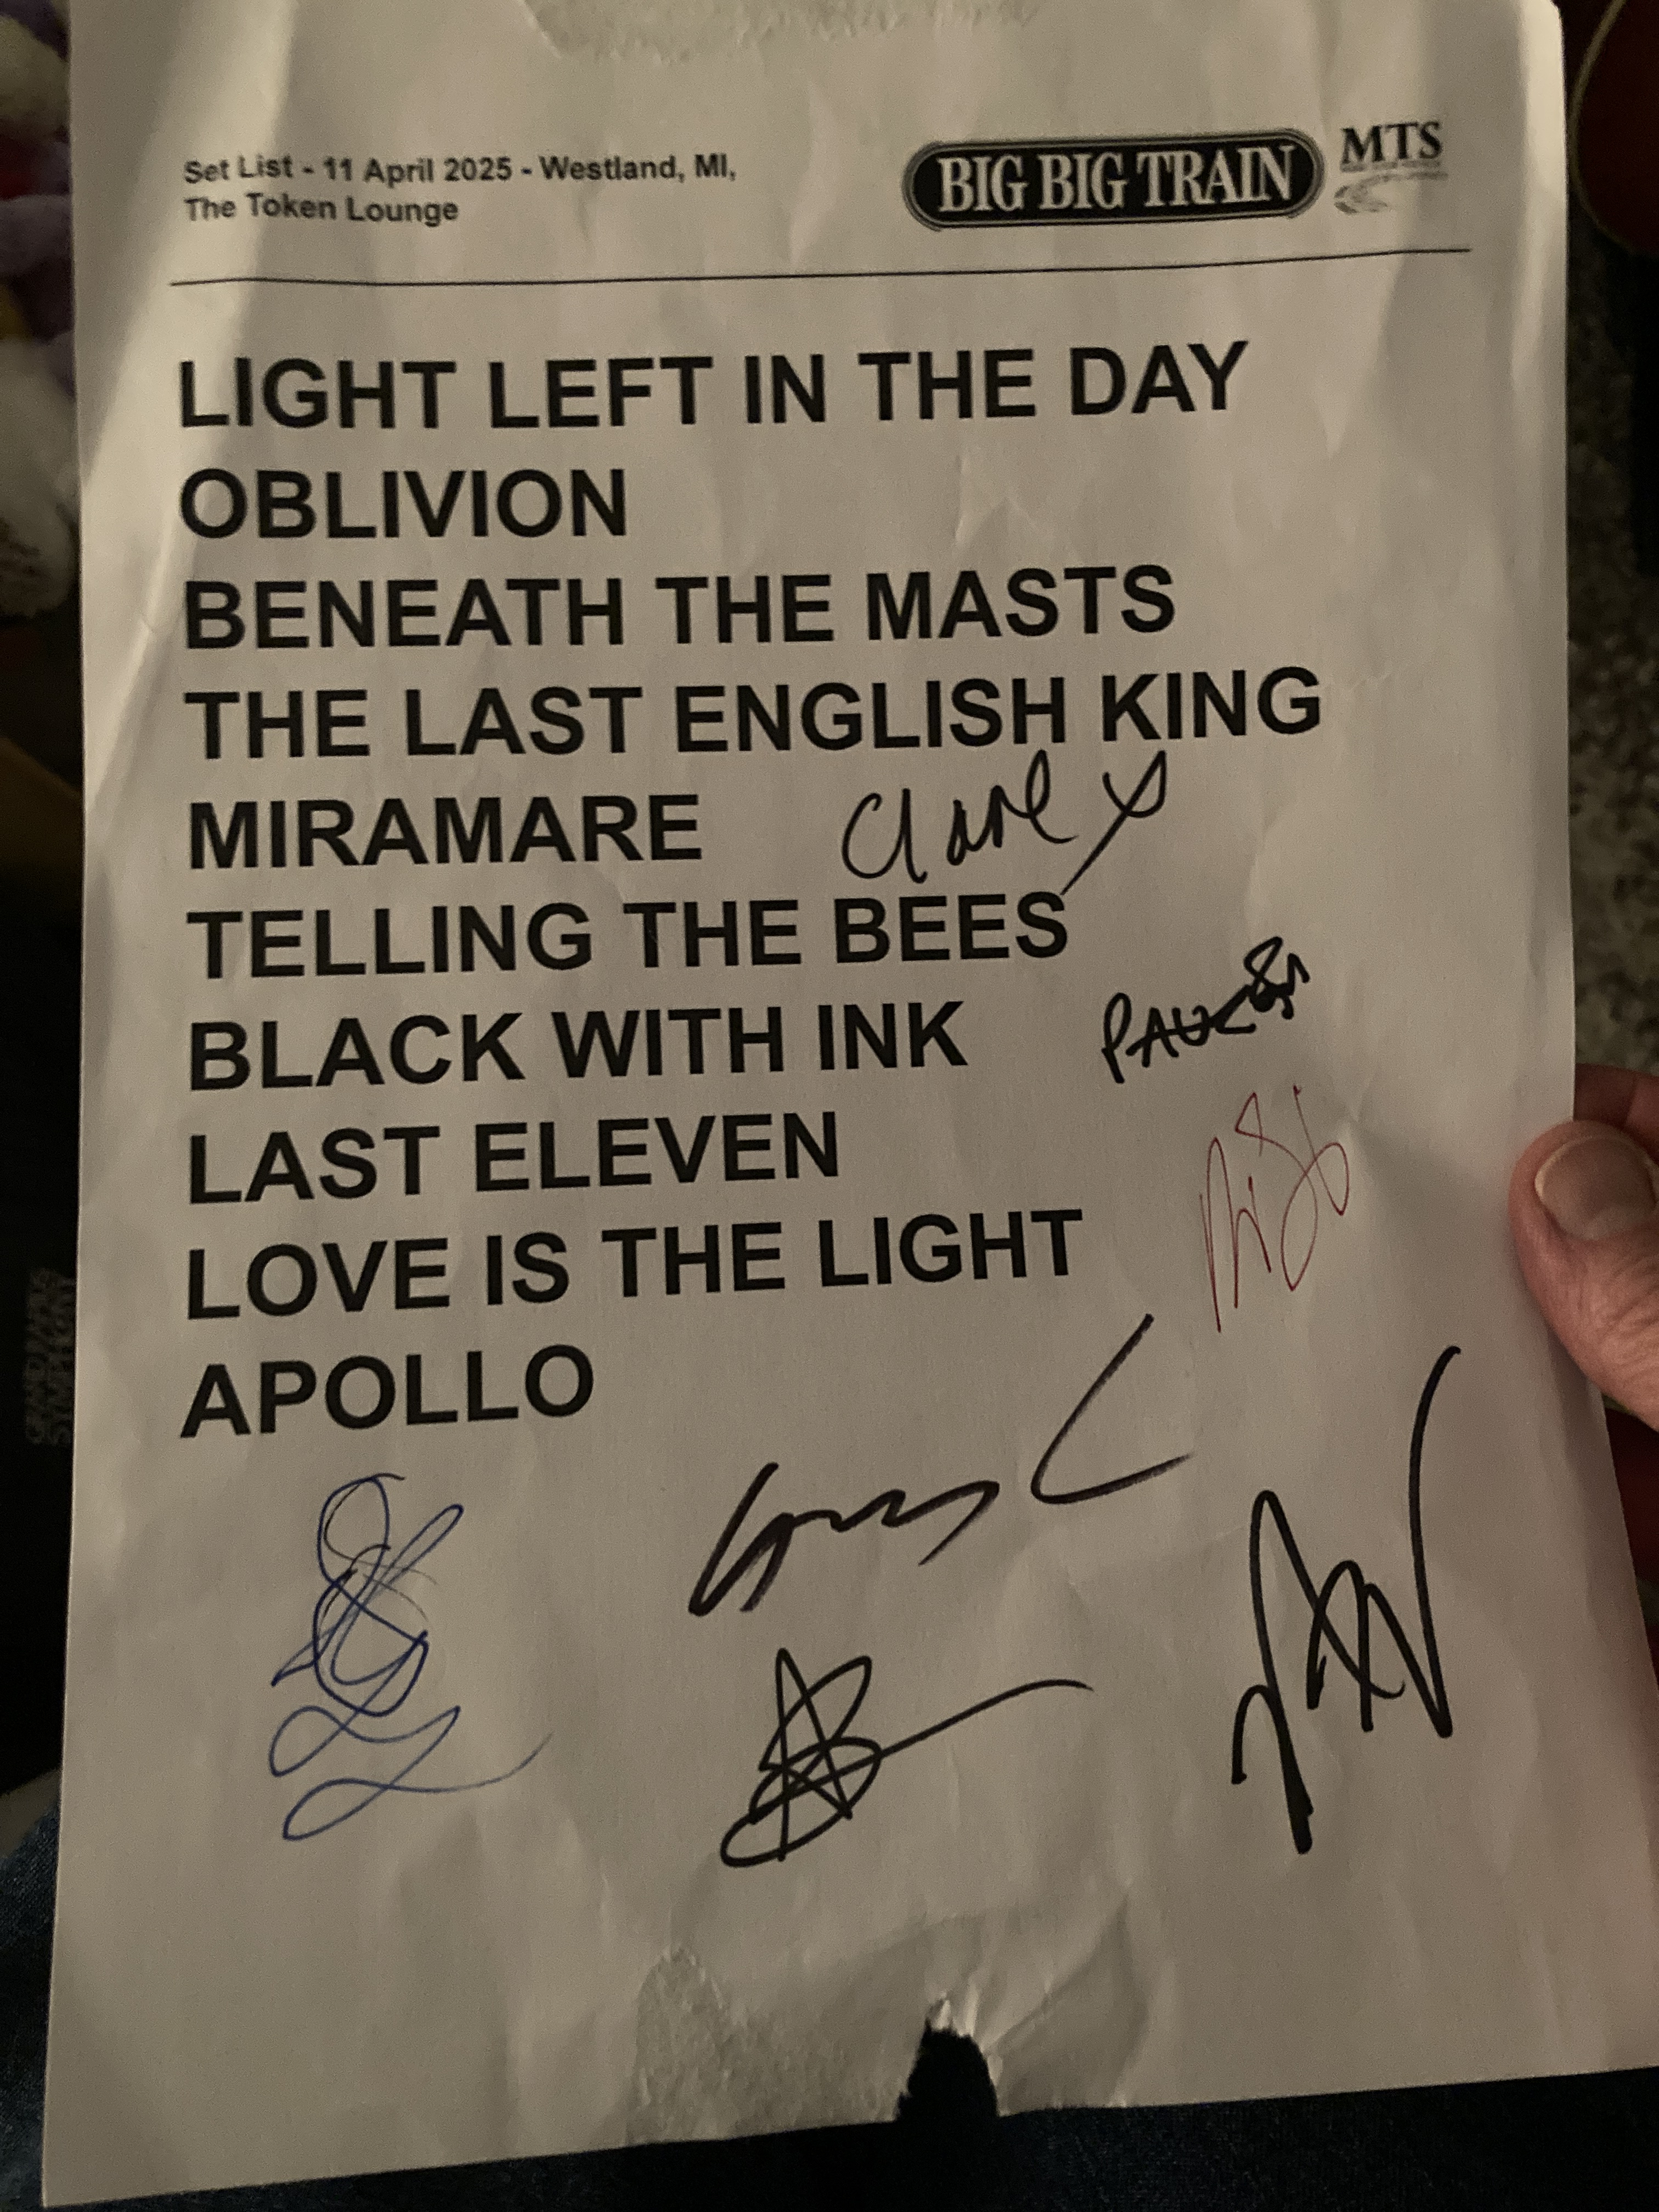 Set List - 11 April 2025 - Westland, MI,
The Token Lounge
BIG BIG TRAIN
MTS
LIGHT LEFT IN THE DAY
OBLIVION
BENEATH THE MASTS
THE LAST ENGLISH KING
MIRAMARE
Clare x
TELLING THE BEES
BLACK WITH INK
LAST ELEVEN
LOVE IS THE LIGHT
APOLLO
GRAND DADDY'S